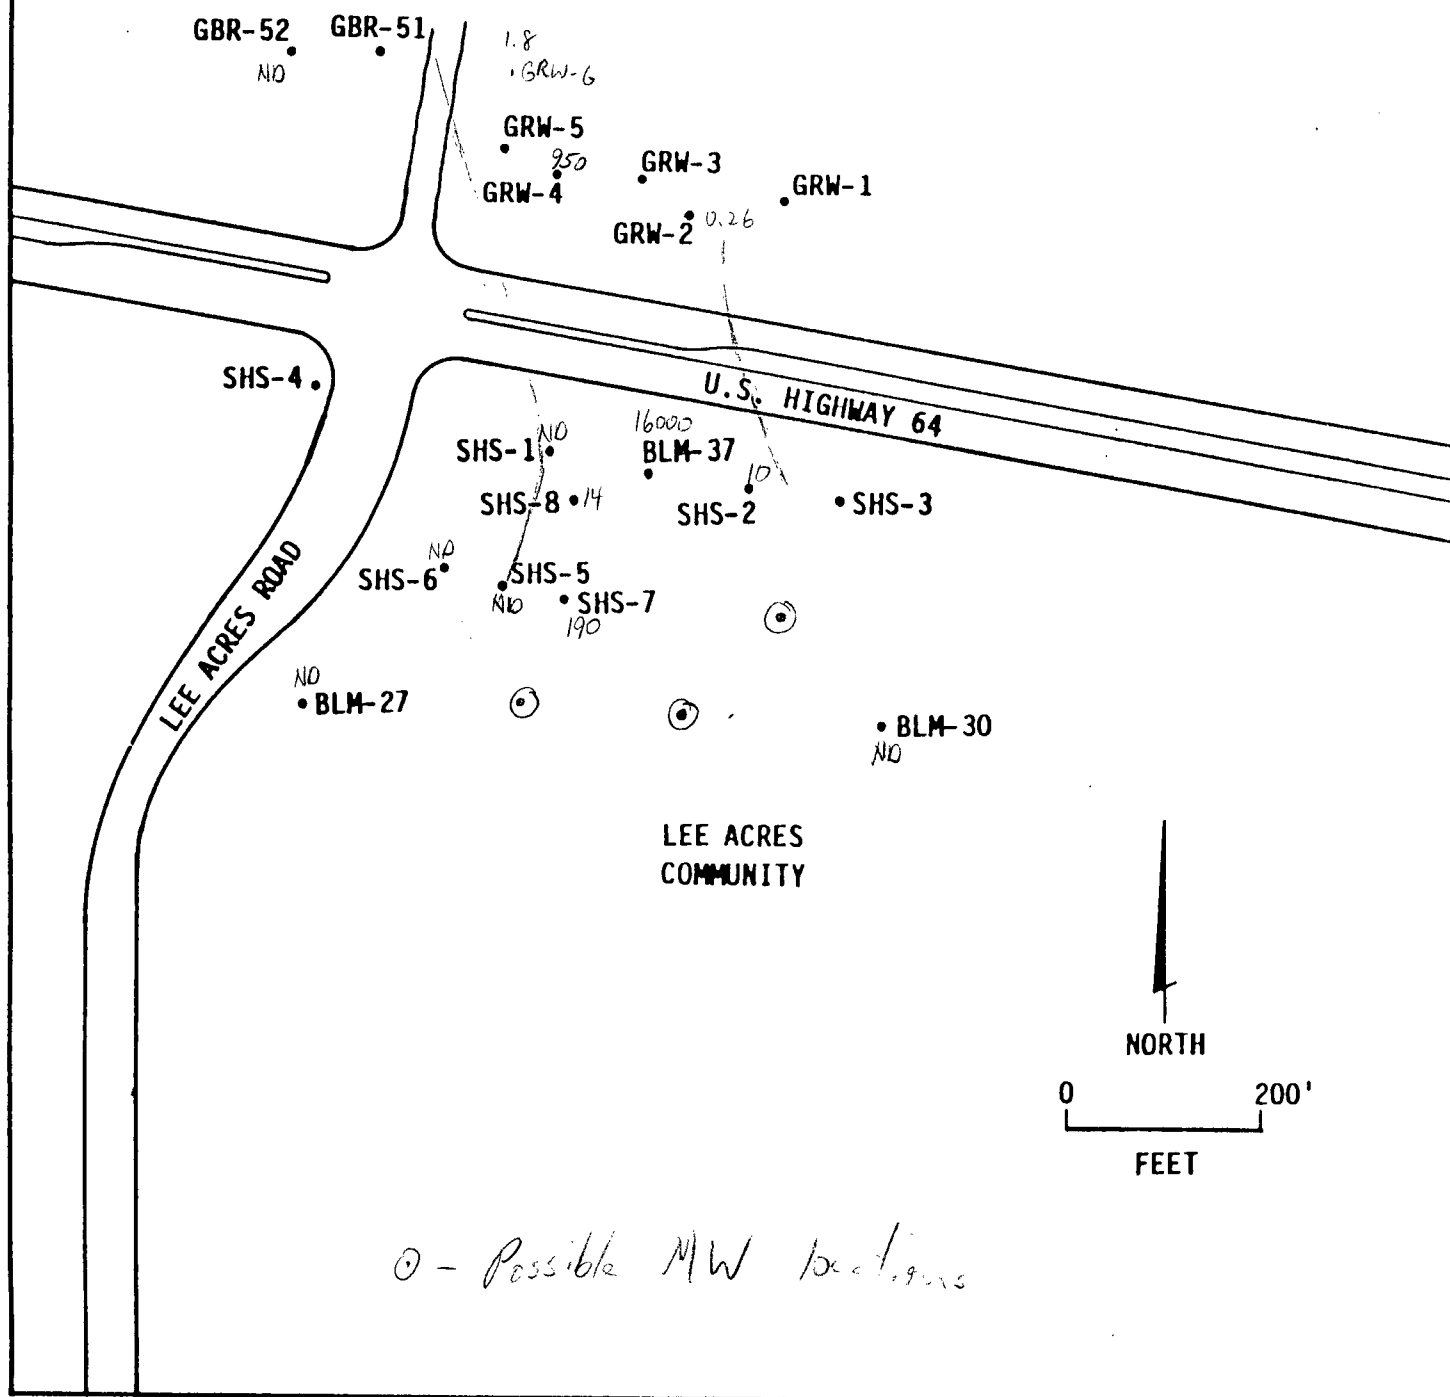 GBR-52
GBR-51
ND
1.8
GRW-6
GRW-5
950
GRW-4
GRW-3
GRW-1
GRW-2
0.26
SHS-4
U.S. HIGHWAY 64
16000
ND
SHS-1
BLM-37
10
SHS-8
14
SHS-2
SHS-3
ND
SHS-6
SHS-5
ND
SHS-7
190
LEE ACRES ROAD
ND
BLM-27
BLM-30
ND
LEE ACRES
COMMUNITY
NORTH
0 200'
FEET
⊙ - Possible MW locations